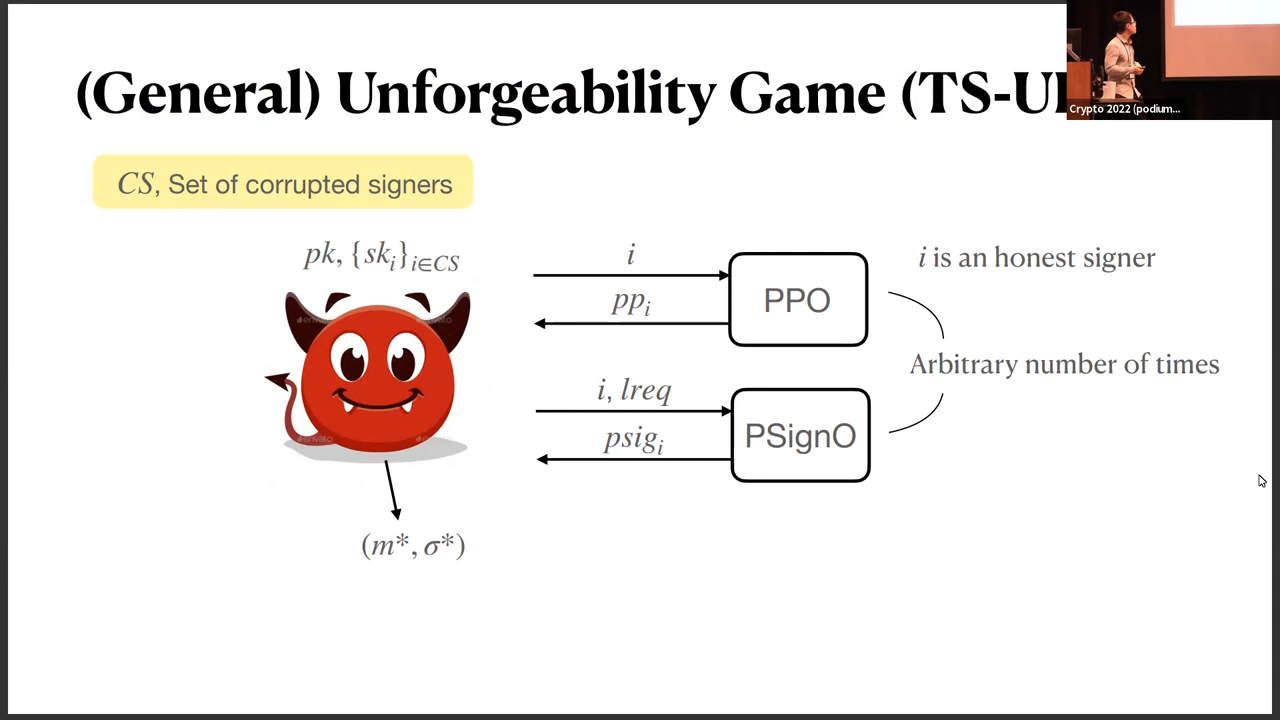 (General) Unforgeability Game (TS-U
Crypto 2022 (podium...
CS, Set of corrupted signers
pk, {sk_i}_{i∈CS}
i
pp_i
PPO
i is an honest signer
Arbitrary number of times
i, lreq
psig_i
PSignO
(m*, σ*)